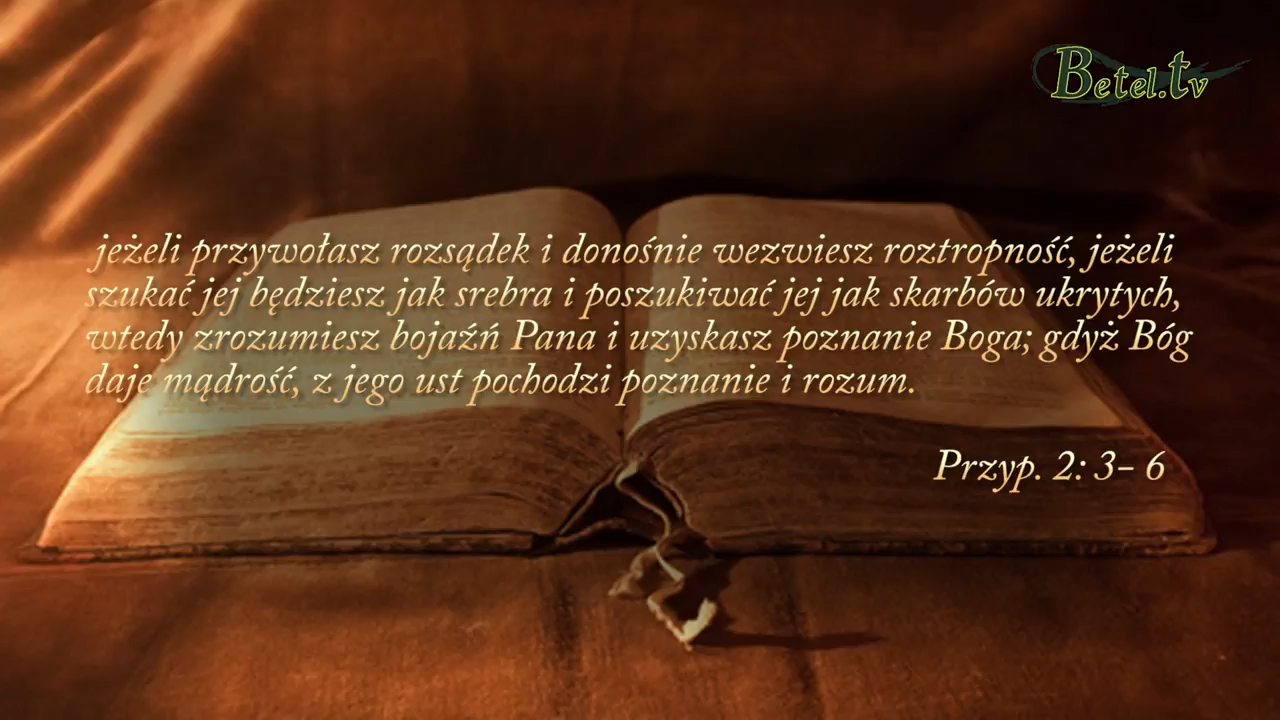 Betel.tv
jeżeli przywołasz rozsądek i donośnie wezwiesz roztropność, jeżeli
szukać jej będziesz jak srebra i poszukiwać jej jak skarbów ukrytych,
wtedy zrozumiesz bojaźń Pana i uzyskasz poznanie Boga; gdyż Bóg
daje mądrość, z jego ust pochodzi poznanie i rozum.
Przyp. 2: 3– 6